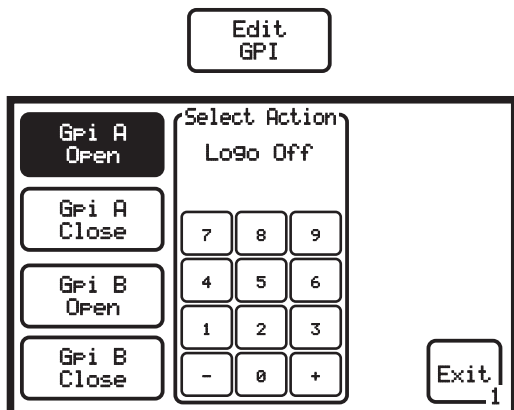 Edit
GPI
Gpi A
Open
Gpi A
Close
Gpi B
Open
Gpi B
Close
Select Action
Logo Off
7 8 9
4 5 6
1 2 3
- 0 +
Exit
1